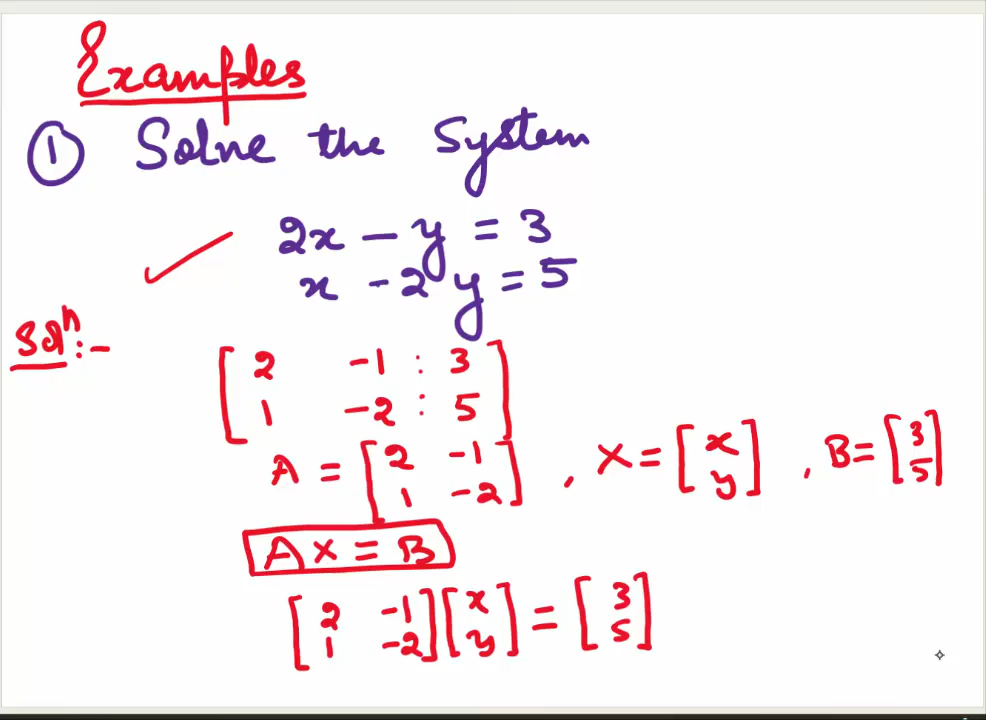 Examples
① Solve the System
2x - y = 3
x - 2y = 5
Solⁿ:-
[2 -1 : 3
1 -2 : 5]
A = [2 -1
1 -2], X = [x
y], B = [3
5]
AX = B
[2 -1
1 -2] [x
y] = [3
5]